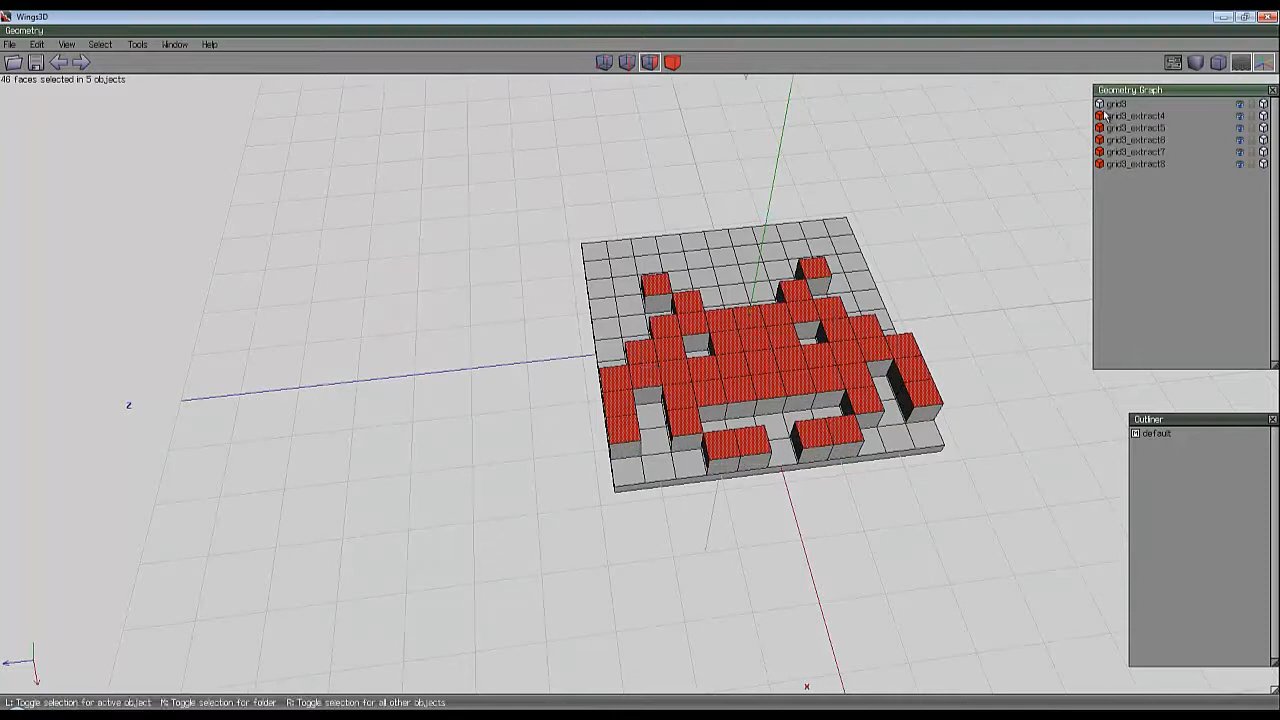 Wings3D
Geometry
File Edit View Select Tools Window Help
46 faces selected in 5 objects
Geometry Graph
grid3
grid3_extract4
grid3_extract5
grid3_extract6
grid3_extract7
grid3_extract8
Y
Z
Outliner
default
X
L: Toggle selection for active object M: Toggle selection for folder R: Toggle selection for all other objects